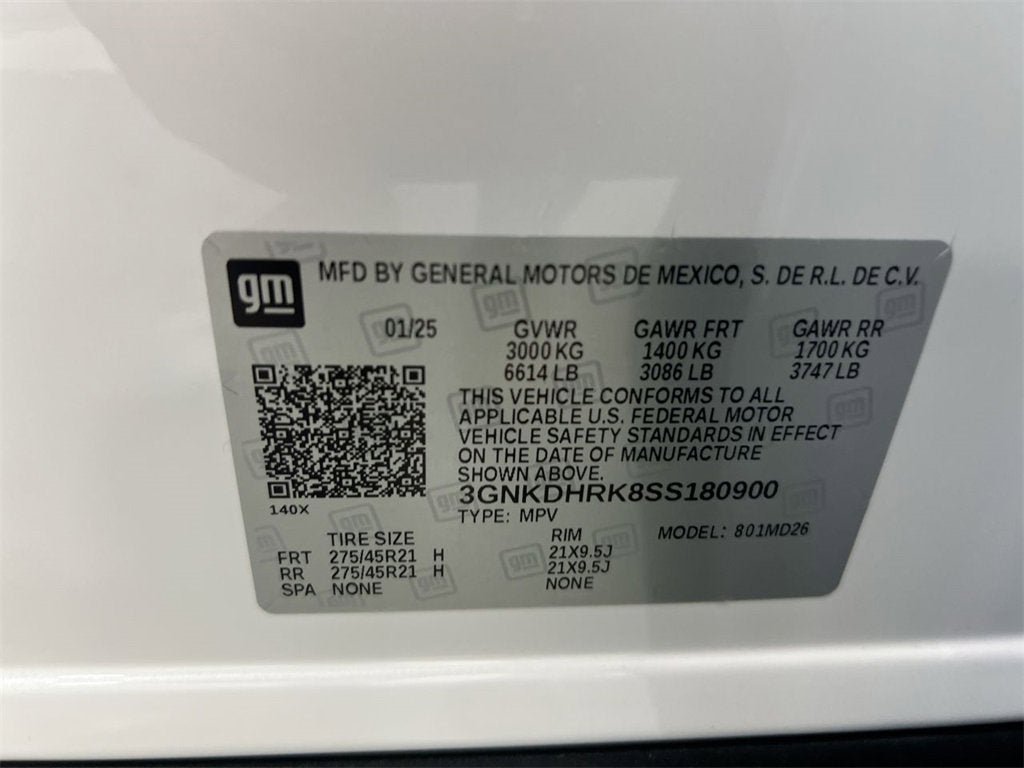 gm MFD BY GENERAL MOTORS DE MEXICO, S. DE R.L. DE C.V.
01/25 GVWR GAWR FRT GAWR RR
3000 KG 1400 KG 1700 KG
6614 LB 3086 LB 3747 LB
THIS VEHICLE CONFORMS TO ALL
APPLICABLE U.S. FEDERAL MOTOR
VEHICLE SAFETY STANDARDS IN EFFECT
ON THE DATE OF MANUFACTURE
SHOWN ABOVE.
3GNKDHRK8SS180900
140X
TYPE: MPV
TIRE SIZE RIM MODEL: 801MD26
FRT 275/45R21 H 21X9.5J
RR 275/45R21 H 21X9.5J
SPA NONE NONE